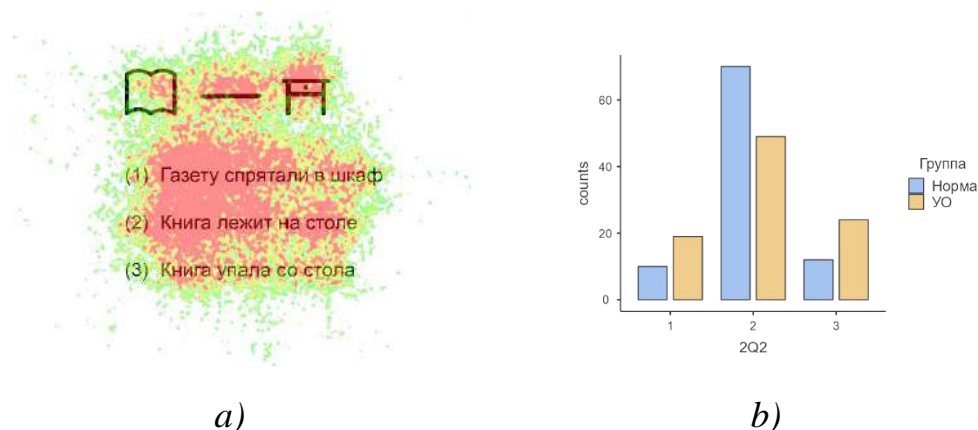 (1) Газету спрятали в шкаф
(2) Книга лежит на столе
(3) Книга упала со стола
a)
counts
60
40
20
0
1 2 3
2Q2
Группа
Норма
УО
b)